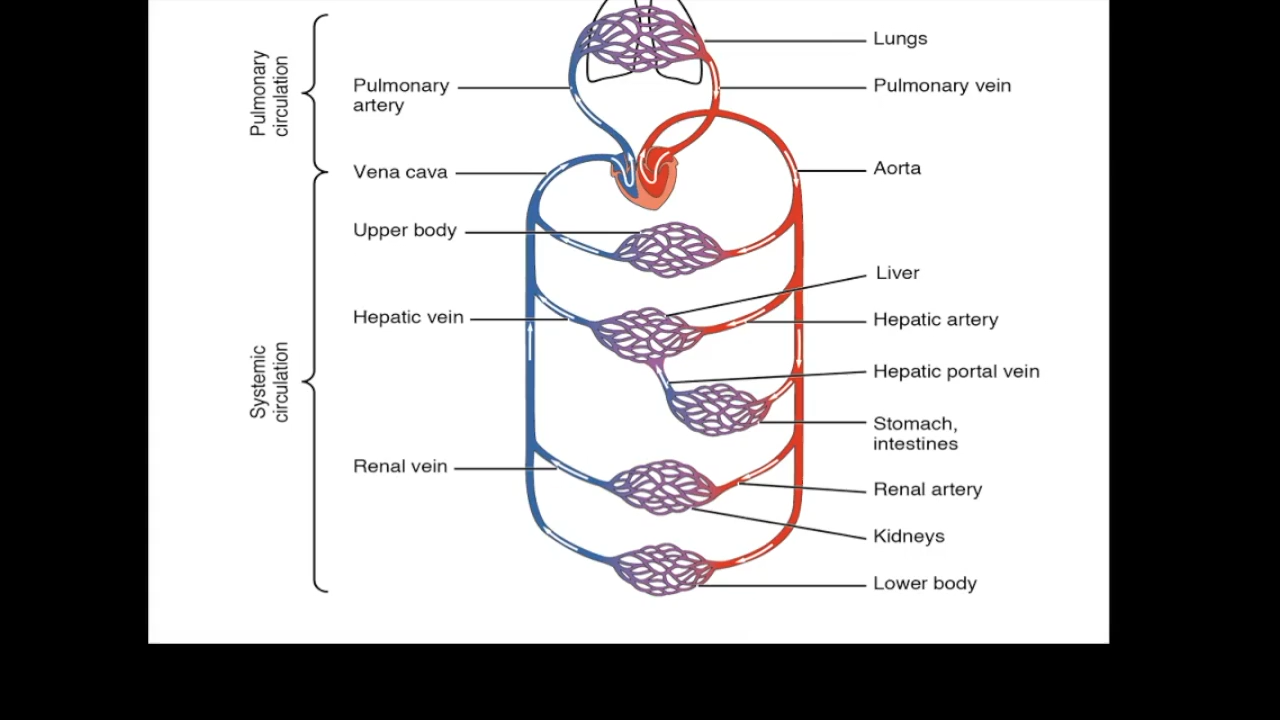 Pulmonary
circulation
Systemic
circulation
Pulmonary
artery
Vena cava
Upper body
Hepatic vein
Renal vein
Lungs
Pulmonary vein
Aorta
Liver
Hepatic artery
Hepatic portal vein
Stomach,
intestines
Renal artery
Kidneys
Lower body